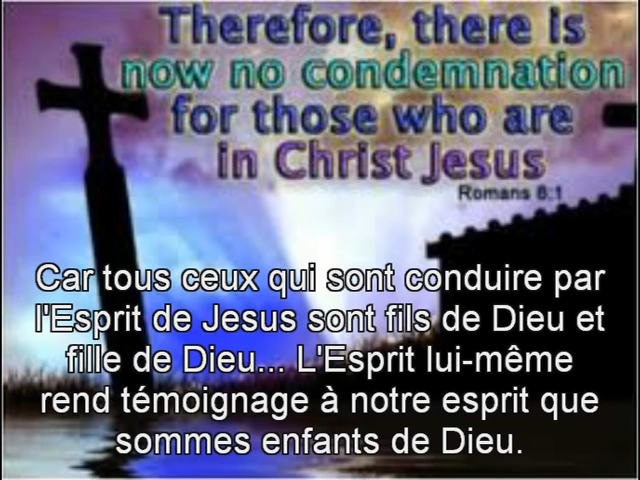 Therefore, there is
now no condemnation
for those who are
in Christ Jesus
Romans 8:1
Car tous ceux qui sont conduire par
l'Esprit de Jesus sont fils de Dieu et
fille de Dieu... L'Esprit lui-même
rend témoignage à notre esprit que
sommes enfants de Dieu.